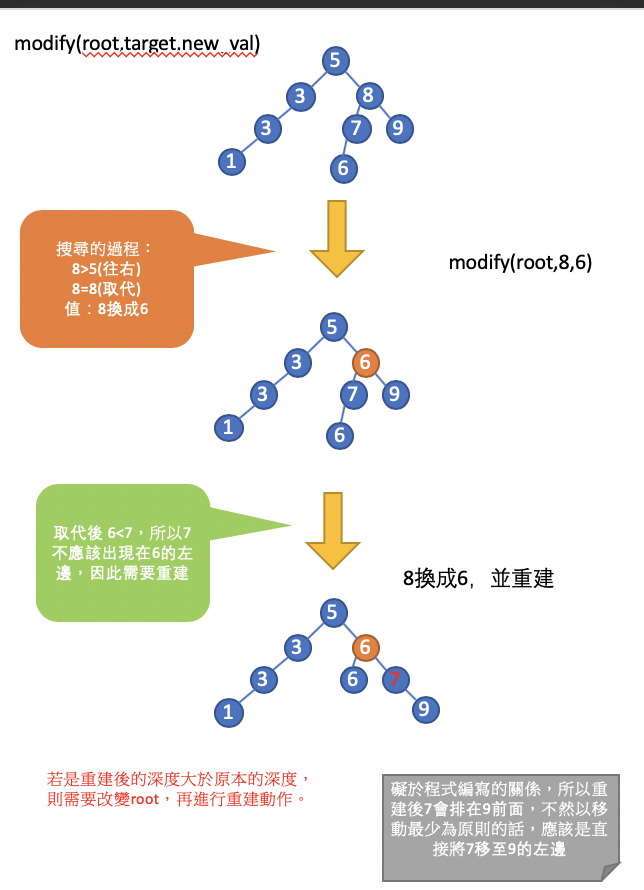 modify(root,target.new_val)
5
3 8
3 7 9
1 6
搜尋的過程：
8>5(往右)
8=8(取代)
值：8換成6
modify(root,8,6)
5
3 6
3 7 9
1 6
取代後 6<7，所以7
不應該出現在6的左
邊，因此需要重建
8換成6，並重建
5
3 6
3 6 7
1 9
若是重建後的深度大於原本的深度，
則需要改變root，再進行重建動作。
礙於程式編寫的關係，所以重
建後7會排在9前面，不然以移
動最少為原則的話，應該是直
接將7移至9的左邊